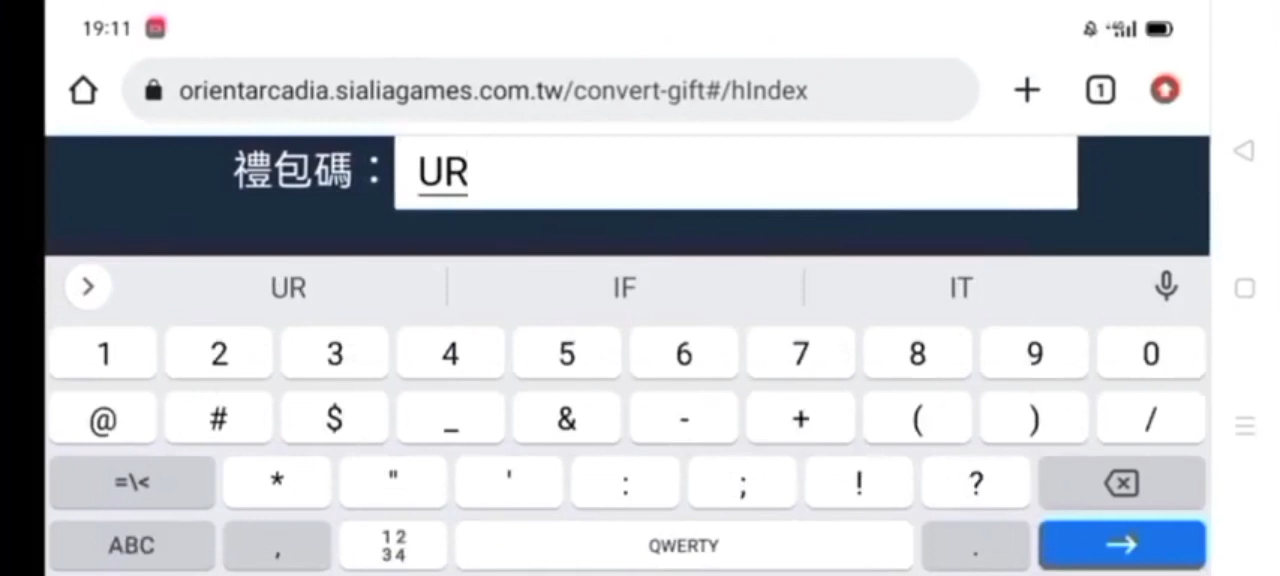 19:11 4G
orientarcadia.sialiagames.com.tw/convert-gift#/hIndex 1
禮包碼： UR
UR IF IT
1 2 3 4 5 6 7 8 9 0
@ # $ _ & - + ( ) /
=\< * " ' : ; ! ?
ABC , 12 34 QWERTY .